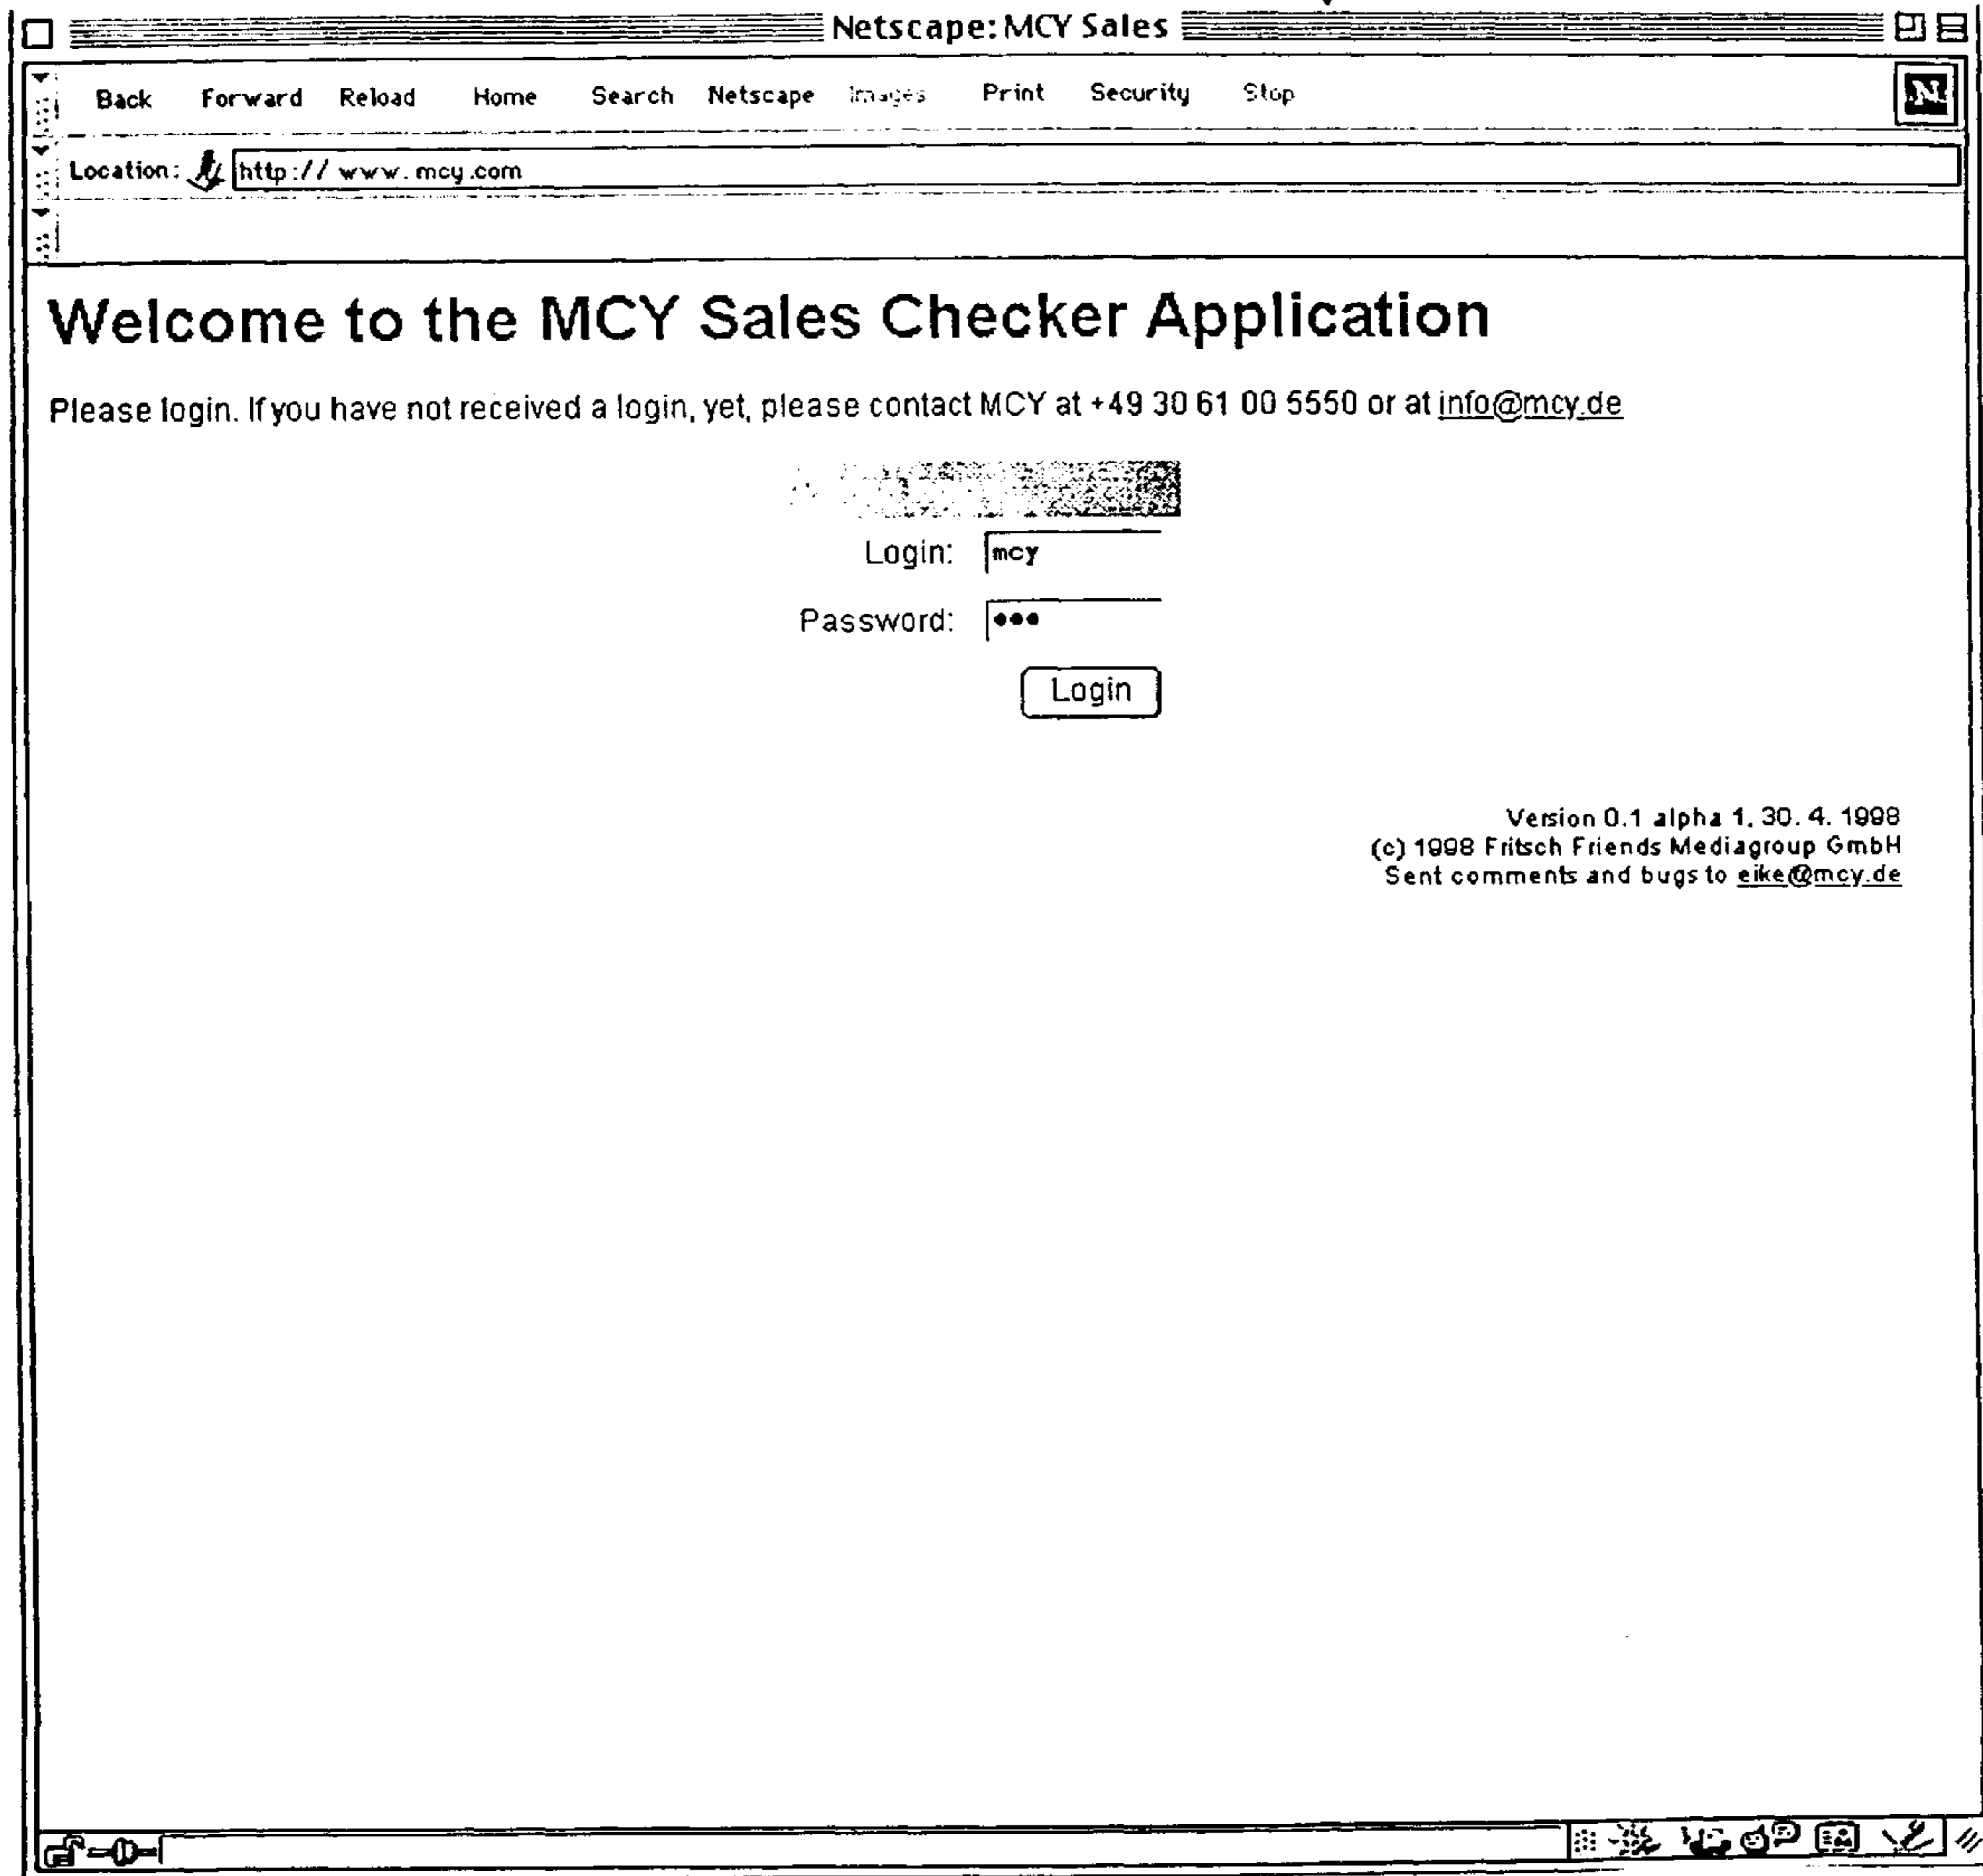 Netscape: MCY Sales
Back Forward Reload Home Search Netscape Images Print Security Stop
N
Location: http:// www.mcy.com
Welcome to the MCY Sales Checker Application
Please login. If you have not received a login, yet, please contact MCY at +49 30 61 00 5550 or at info@mcy.de
Login: mcy
Password: •••
Login
Version 0.1 alpha 1, 30. 4. 1998
(c) 1998 Fritsch Friends Mediagroup GmbH
Sent comments and bugs to eike@mcy.de